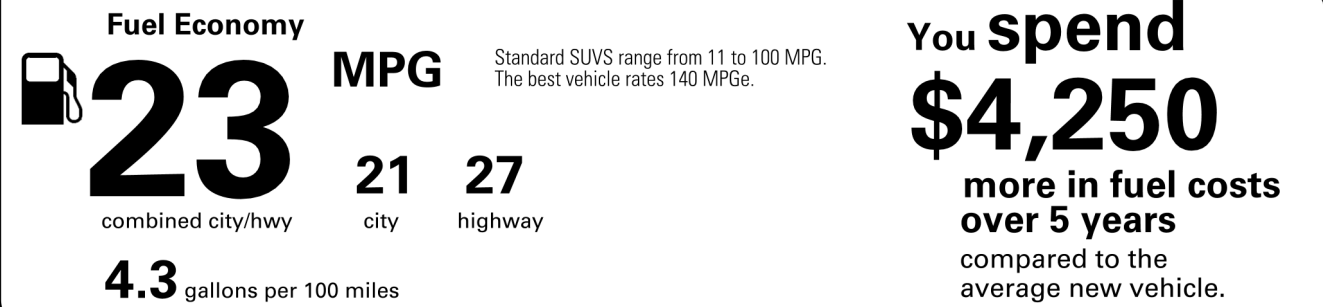 Fuel Economy
23
MPG
Standard SUVS range from 11 to 100 MPG.
The best vehicle rates 140 MPGe.
combined city/hwy
21
city
27
highway
4.3 gallons per 100 miles
You spend
$4,250
more in fuel costs
over 5 years
compared to the
average new vehicle.